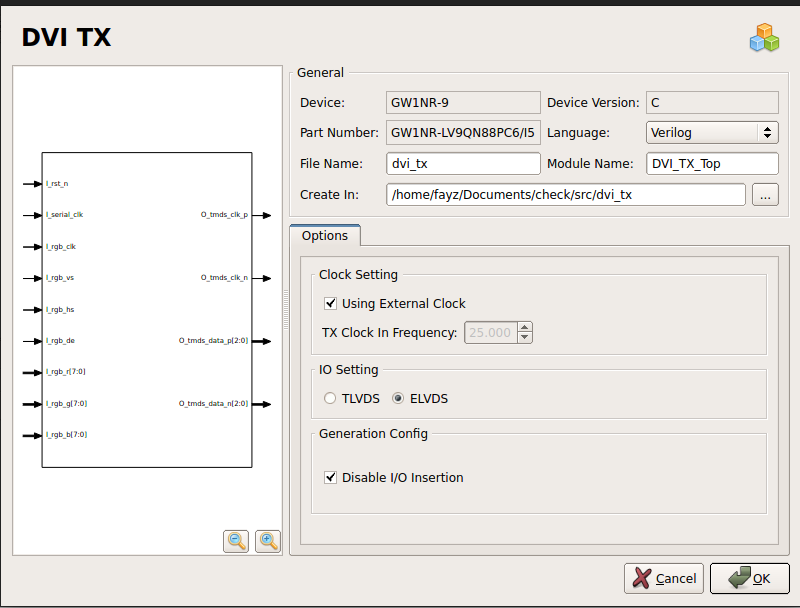 DVI TX
I_rst_n
I_serial_clk
I_rgb_clk
I_rgb_vs
I_rgb_hs
I_rgb_de
I_rgb_r[7:0]
I_rgb_g[7:0]
I_rgb_b[7:0]
O_tmds_clk_p
O_tmds_clk_n
O_tmds_data_p[2:0]
O_tmds_data_n[2:0]
General
Device: GW1NR-9 Device Version: C
Part Number: GW1NR-LV9QN88PC6/I5 Language: Verilog
File Name: dvi_tx Module Name: DVI_TX_Top
Create In: /home/fayz/Documents/check/src/dvi_tx ...
Options
Clock Setting
Using External Clock
TX Clock In Frequency: 25.000
IO Setting
TLVDS ELVDS
Generation Config
Disable I/O Insertion
Cancel OK